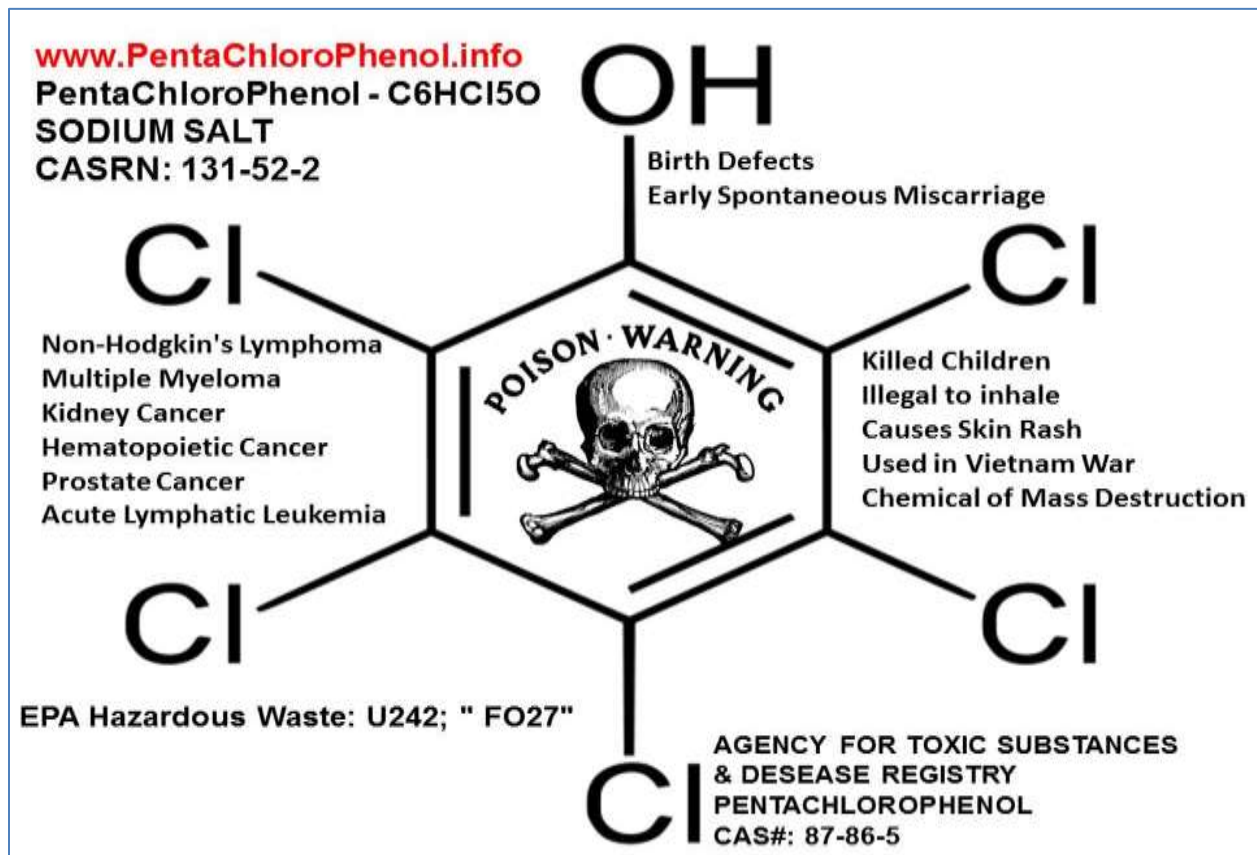 www.PentaChloroPhenol.info
PentaChloroPhenol - C6HCl5O
SODIUM SALT
CASRN: 131-52-2
OH
Birth Defects
Early Spontaneous Miscarriage
Cl
Cl
Non-Hodgkin's Lymphoma
Multiple Myeloma
Kidney Cancer
Hematopoietic Cancer
Prostate Cancer
Acute Lymphatic Leukemia
POISON · WARNING
Killed Children
Illegal to inhale
Causes Skin Rash
Used in Vietnam War
Chemical of Mass Destruction
Cl
Cl
EPA Hazardous Waste: U242; " FO27"
Cl
AGENCY FOR TOXIC SUBSTANCES
& DESEASE REGISTRY
PENTACHLOROPHENOL
CAS#: 87-86-5